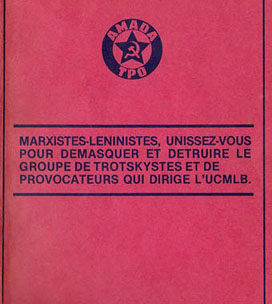 AMADA
TPO
MARXISTES-LENINISTES, UNISSEZ-VOUS
POUR DEMASQUER ET DETRUIRE LE
GROUPE DE TROTSKYSTES ET DE
PROVOCATEURS QUI DIRIGE L'UCMLB.